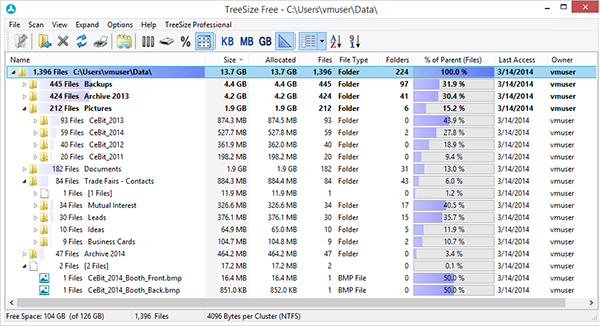 TreeSize Free - C:\Users\vmuser\Data\
File Scan View Expand Options Help TreeSize Professional
% KB MB GB
Name Size Allocated Files File Type Folders % of Parent (Files) Last Access Owner
1,396 Files C:\Users\vmuser\Data\ 13.7 GB 13.7 GB 1,396 Folder 224 100.0 % 3/14/2014 vmuser
445 Files Backups 4.4 GB 4.4 GB 445 Folder 97 31.9 % 3/14/2014 vmuser
424 Files Archive 2013 4.2 GB 4.2 GB 424 Folder 41 30.4 % 3/14/2014 vmuser
212 Files Pictures 1.9 GB 1.9 GB 212 Folder 6 15.2 % 3/14/2014 vmuser
93 Files CeBit_2013 874.3 MB 874.5 MB 93 Folder 0 43.9 % 3/14/2014 vmuser
59 Files CeBit_2014 527.7 MB 527.8 MB 59 Folder 2 27.8 % 3/14/2014 vmuser
40 Files CeBit_2012 361.9 MB 362.0 MB 40 Folder 0 18.9 % 3/14/2014 vmuser
20 Files CeBit_2011 198.2 MB 198.2 MB 20 Folder 0 9.4 % 3/14/2014 vmuser
182 Files Documents 1.9 GB 1.9 GB 182 Folder 31 13.0 % 3/14/2014 vmuser
84 Files Trade Fairs - Contacts 884.3 MB 884.4 MB 84 Folder 43 6.0 % 3/14/2014 vmuser
1 Files [1 Files] 11.9 MB 11.9 MB 1 Folder 0 1.2 % 3/14/2014 vmuser
34 Files Mutual Interest 326.6 MB 326.6 MB 34 Folder 17 40.5 % 3/14/2014 vmuser
30 Files Leads 376.1 MB 376.1 MB 30 Folder 15 35.7 % 3/14/2014 vmuser
10 Files Ideas 64.9 MB 65.0 MB 10 Folder 5 11.9 % 3/14/2014 vmuser
9 Files Business Cards 104.7 MB 104.8 MB 9 Folder 2 10.7 % 3/14/2014 vmuser
47 Files Archive 2014 464.2 MB 464.2 MB 47 Folder 0 3.4 % 3/14/2014 vmuser
2 Files [2 Files] 17.2 MB 17.2 MB 2 Folder 0 0.1 % 3/14/2014 vmuser
1 Files CeBit_2014_Booth_Front.bmp 16.4 MB 16.4 MB 1 BMP File 0 50.0 % 3/14/2014 vmuser
1 Files CeBit_2014_Booth_Back.bmp 851.0 KB 852.0 KB 1 BMP File 0 50.0 % 3/14/2014 vmuser
Free Space: 104 GB (of 126 GB) 1,396 Files 4096 Bytes per Cluster (NTFS)